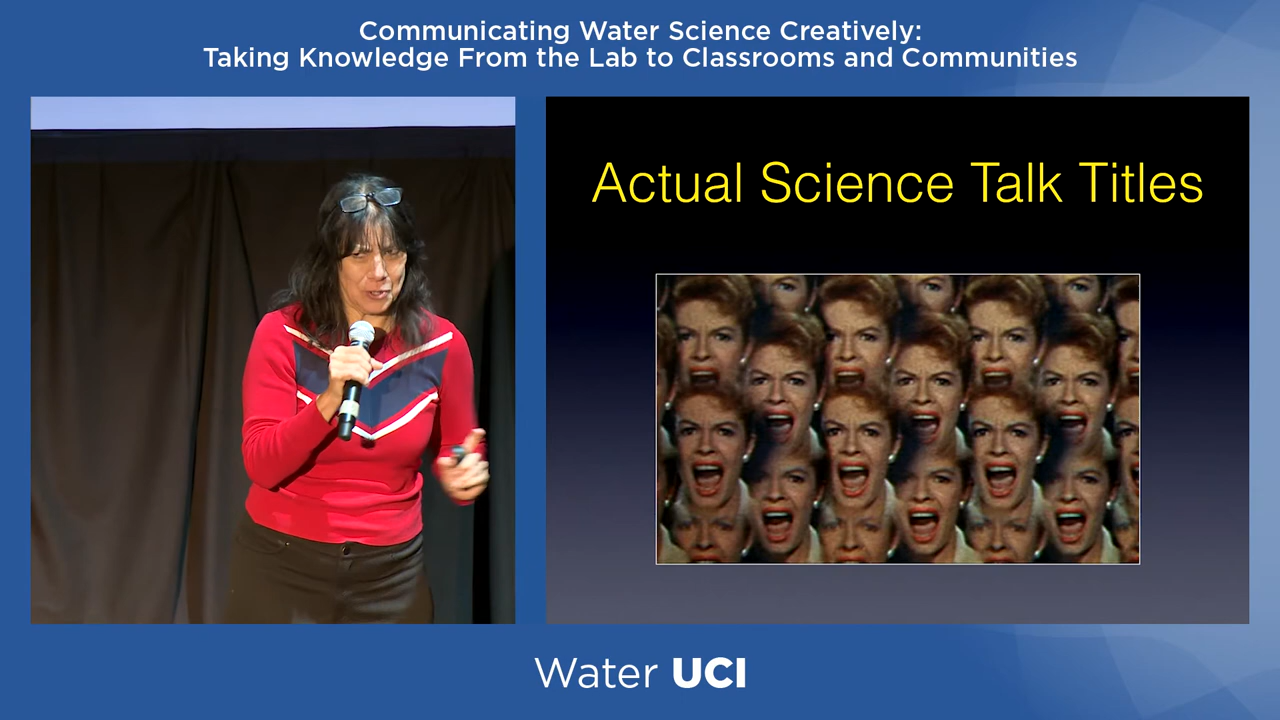 Communicating Water Science Creatively:
Taking Knowledge From the Lab to Classrooms and Communities
Actual Science Talk Titles
Water UCI